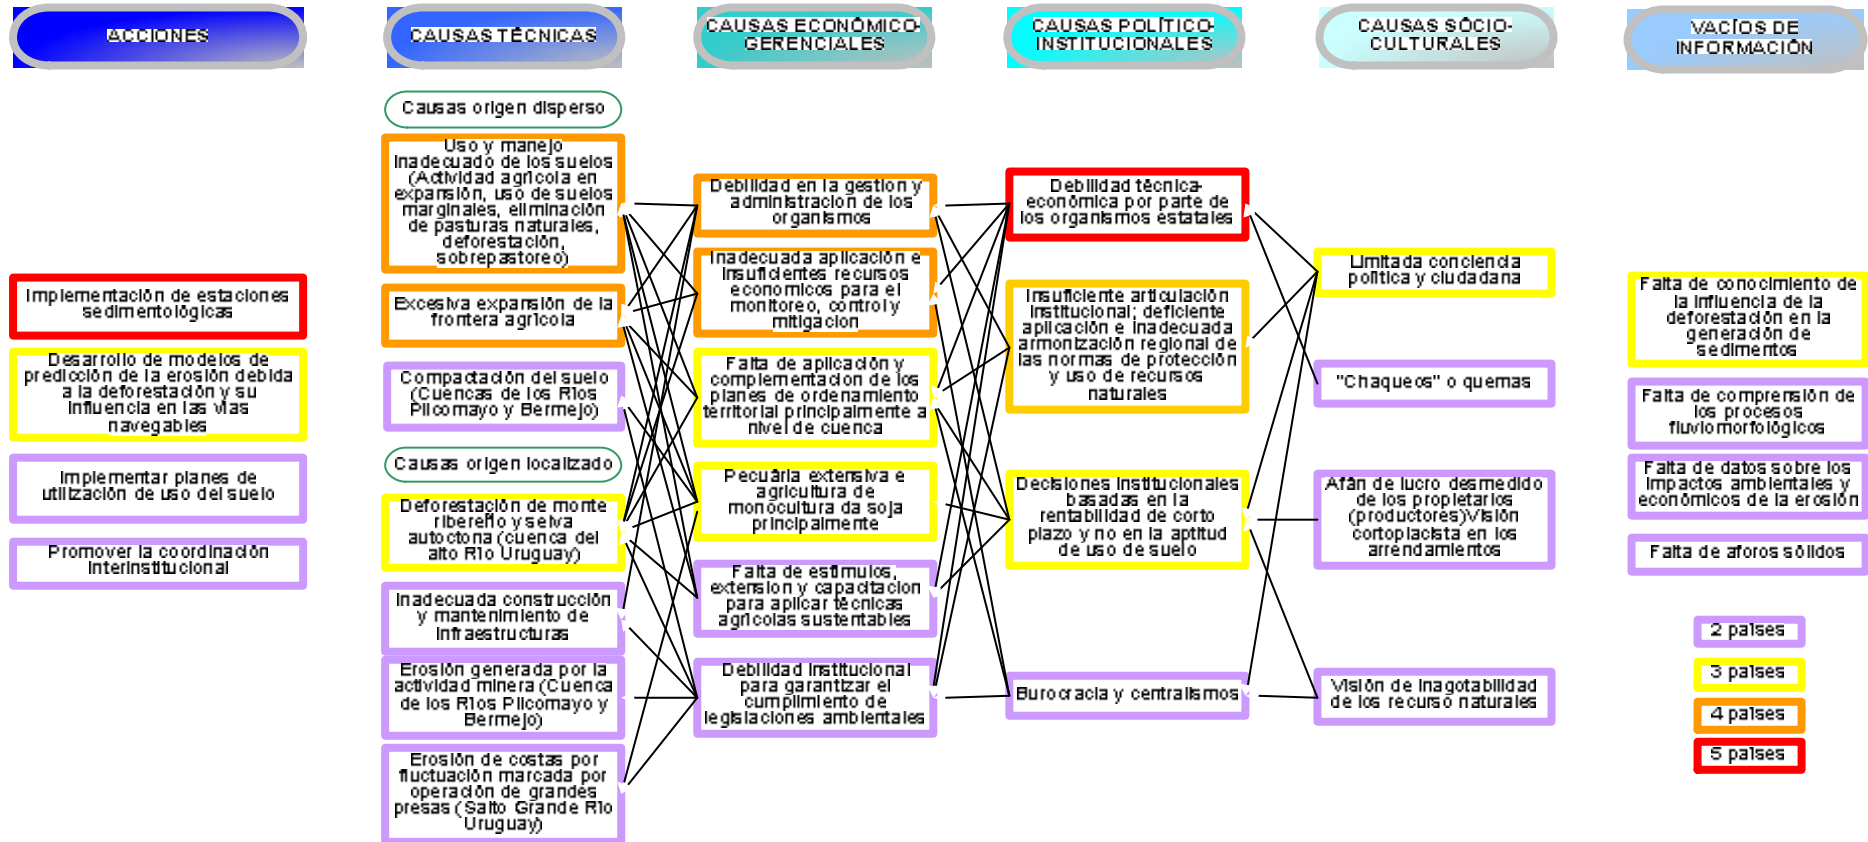 ACCIONES
CAUSAS TÉCNICAS
CAUSAS ECONÓMICO-
GERENCIALES
CAUSAS POLÍTICO-
INSTITUCIONALES
CAUSAS SÓCIO-
CULTURALES
VACÍOS DE
INFORMACIÓN
Implementación de estaciones
sedimentológicas
Desarrollo de modelos de
predicción de la erosión debida
a la deforestación y su
influencia en las vías
navegables
Implementar planes de
utilización de uso del suelo
Promover la coordinación
interinstitucional
Causas origen disperso
Uso y manejo
inadecuado de los suelos
(Actividad agrícola en
expansión, uso de suelos
marginales, eliminación
de pasturas naturales,
deforestación,
sobrepastoreo)
Excesiva expansión de la
frontera agrícola
Compactación del suelo
(Cuencas de los Ríos
Pilcomayo y Bermejo)
Causas origen localizado
Deforestación de monte
ribereño y selva
autoctona (cuenca del
alto Río Uruguay)
Inadecuada construcción
y mantenimiento de
infraestructuras
Erosión generada por la
actividad minera (Cuenca
de los Ríos Pilcomayo y
Bermejo)
Erosión de costas por
fluctuación marcada por
operación de grandes
presas (Salto Grande Río
Uruguay)
Debilidad en la gestion y
administracion de los
organismos
Inadecuada aplicación e
insuficientes recursos
economicos para el
monitoreo, control y
mitigacion
Falta de aplicación y
complementacion de los
planes de ordenamiento
territorial principalmente a
nivel de cuenca
Pecuária extensiva e
agricultura de
monocultura da soja
principalmente
Falta de estimulos,
extension y capacitacion
para aplicar técnicas
agrícolas sustentables
Debilidad institucional
para garantizar el
cumplimiento de
legislaciones ambientales
Debilidad técnica-
económica por parte de
los organismos estatales
Insuficiente articulación
institucional; deficiente
aplicación e inadecuada
armonización regional de
las normas de protección
y uso de recursos
naturales
Decisiones institucionales
basadas en la
rentabilidad de corto
plazo y no en la aptitud
de uso de suelo
Burocracia y centralismos
Limitada conciencia
política y ciudadana
"Chaqueos" o quemas
Afán de lucro desmedido
de los propietarios
(productores)Visión
cortoplacista en los
arrendamientos
Visión de inagotabilidad
de los recurso naturales
Falta de conocimiento de
la influencia de la
deforestación en la
generación de
sedimentos
Falta de comprensión de
los procesos
fluviomorfológicos
Falta de datos sobre los
impactos ambientales y
económicos de la erosión
Falta de aforos sólidos
2 países
3 países
4 países
5 países